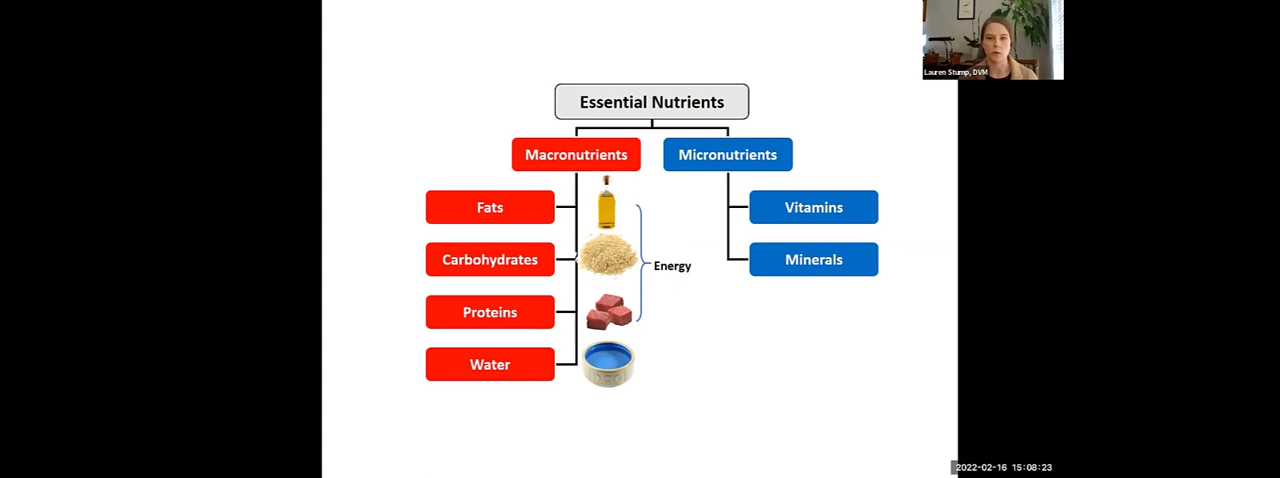 Lauren Stump, DVM
Essential Nutrients
Macronutrients
Micronutrients
Fats
Vitamins
Carbohydrates
Energy
Minerals
Proteins
Water
2022-02-16 15:08:23